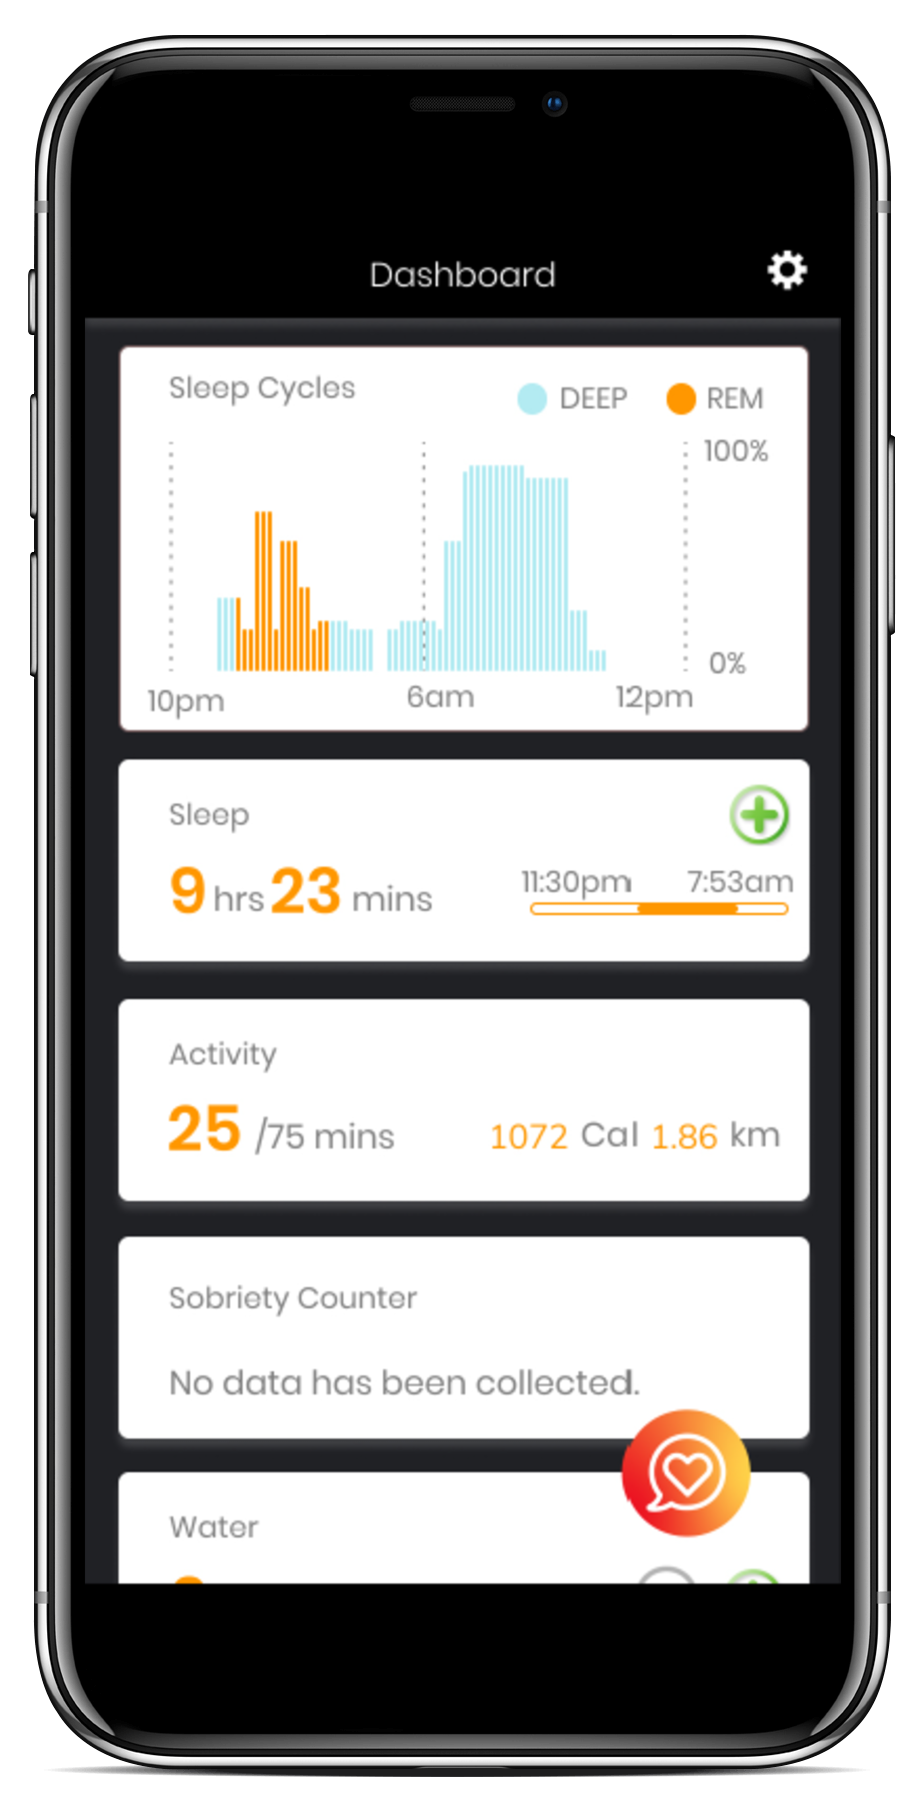 Dashboard
Sleep Cycles
DEEP REM
100%
0%
10pm 6am 12pm
Sleep
9 hrs 23 mins
11:30pm 7:53am
Activity
25 /75 mins 1072 Cal 1.86 km
Sobriety Counter
No data has been collected.
Water